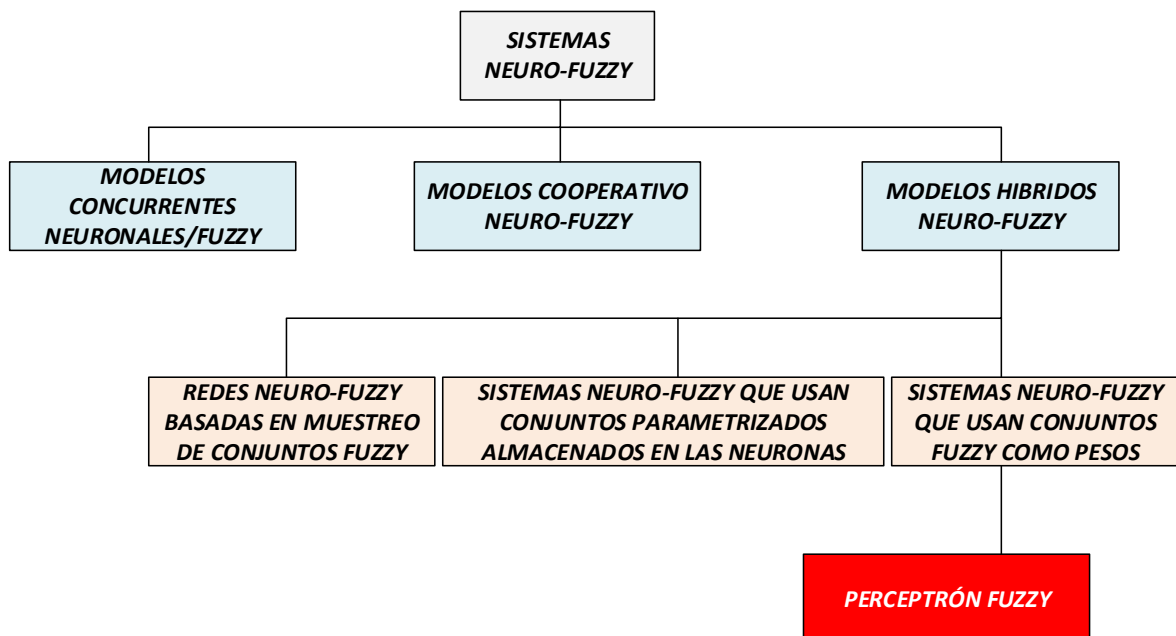 SISTEMAS
NEURO-FUZZY
MODELOS
CONCURRENTES
NEURONALES/FUZZY
MODELOS COOPERATIVO
NEURO-FUZZY
MODELOS HIBRIDOS
NEURO-FUZZY
REDES NEURO-FUZZY
BASADAS EN MUESTREO
DE CONJUNTOS FUZZY
SISTEMAS NEURO-FUZZY QUE USAN
CONJUNTOS PARAMETRIZADOS
ALMACENADOS EN LAS NEURONAS
SISTEMAS NEURO-FUZZY
QUE USAN CONJUNTOS
FUZZY COMO PESOS
PERCEPTRÓN FUZZY